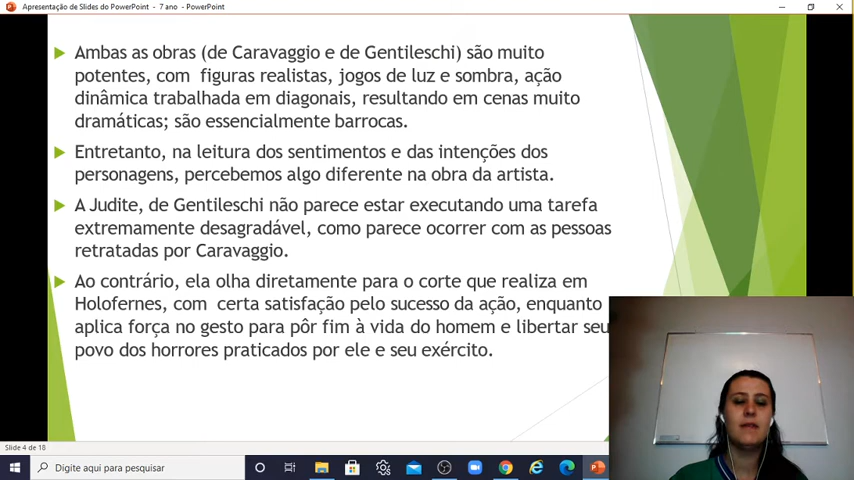 Apresentação de Slides do PowerPoint - 7 ano - PowerPoint
Ambas as obras (de Caravaggio e de Gentileschi) são muito
potentes, com figuras realistas, jogos de luz e sombra, ação
dinâmica trabalhada em diagonais, resultando em cenas muito
dramáticas; são essencialmente barrocas.
Entretanto, na leitura dos sentimentos e das intenções dos
personagens, percebemos algo diferente na obra da artista.
A Judite, de Gentileschi não parece estar executando uma tarefa
extremamente desagradável, como parece ocorrer com as pessoas
retratadas por Caravaggio.
Ao contrário, ela olha diretamente para o corte que realiza em
Holofernes, com certa satisfação pelo sucesso da ação, enquanto
aplica força no gesto para pôr fim à vida do homem e libertar seu
povo dos horrores praticados por ele e seu exército.
Slide 4 de 18
Digite aqui para pesquisar